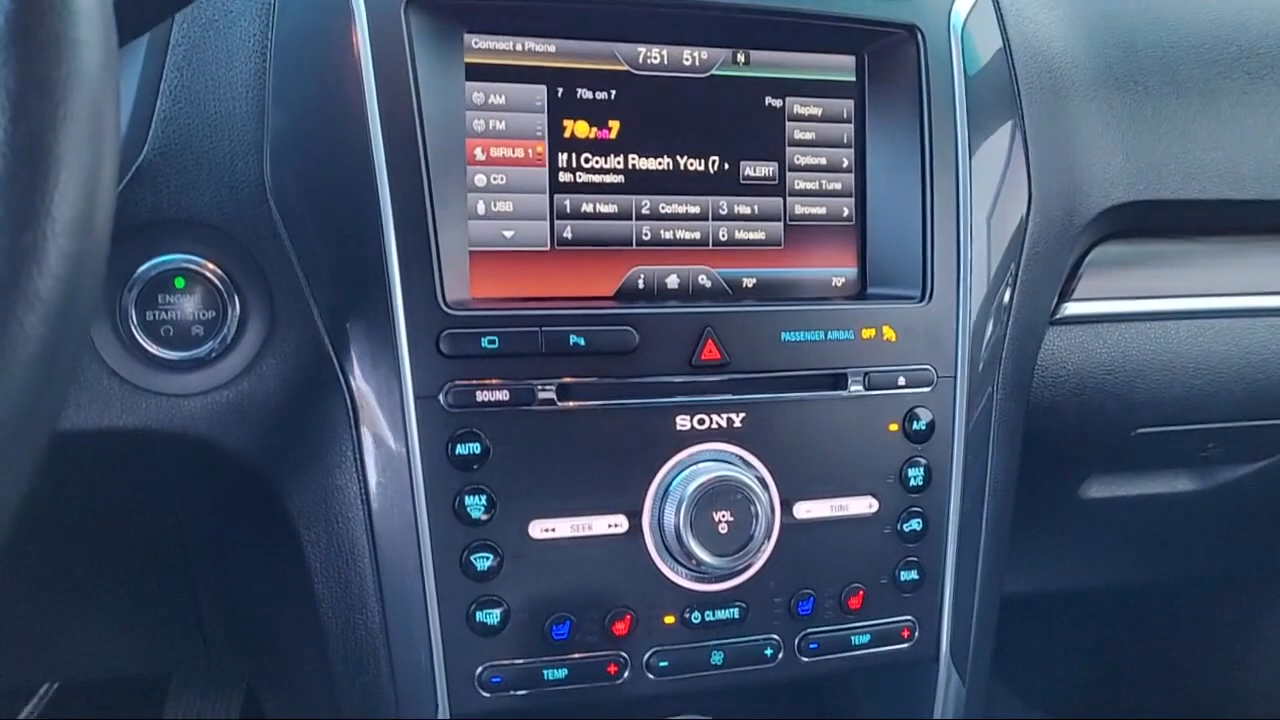 Connect a Phone
7:51 51° N
AM
FM
SIRIUS 1
CD
USB
7 70s on 7
Pop
70s on 7
If I Could Reach You (7
5th Dimension
ALERT
1 Alt Natn 2 CoffeHse 3 Hits 1
4 5 1st Wave 6 Mosaic
Replay
Scan
Options
Direct Tune
Browse
i 70° 70°
ENGINE
START STOP
PASSENGER AIRBAG OFF
SOUND
SONY
AUTO
MAX
R
VOL
SEEK
TUNE
A/C
MAX
A/C
DUAL
CLIMATE
- TEMP +
- +
- TEMP +